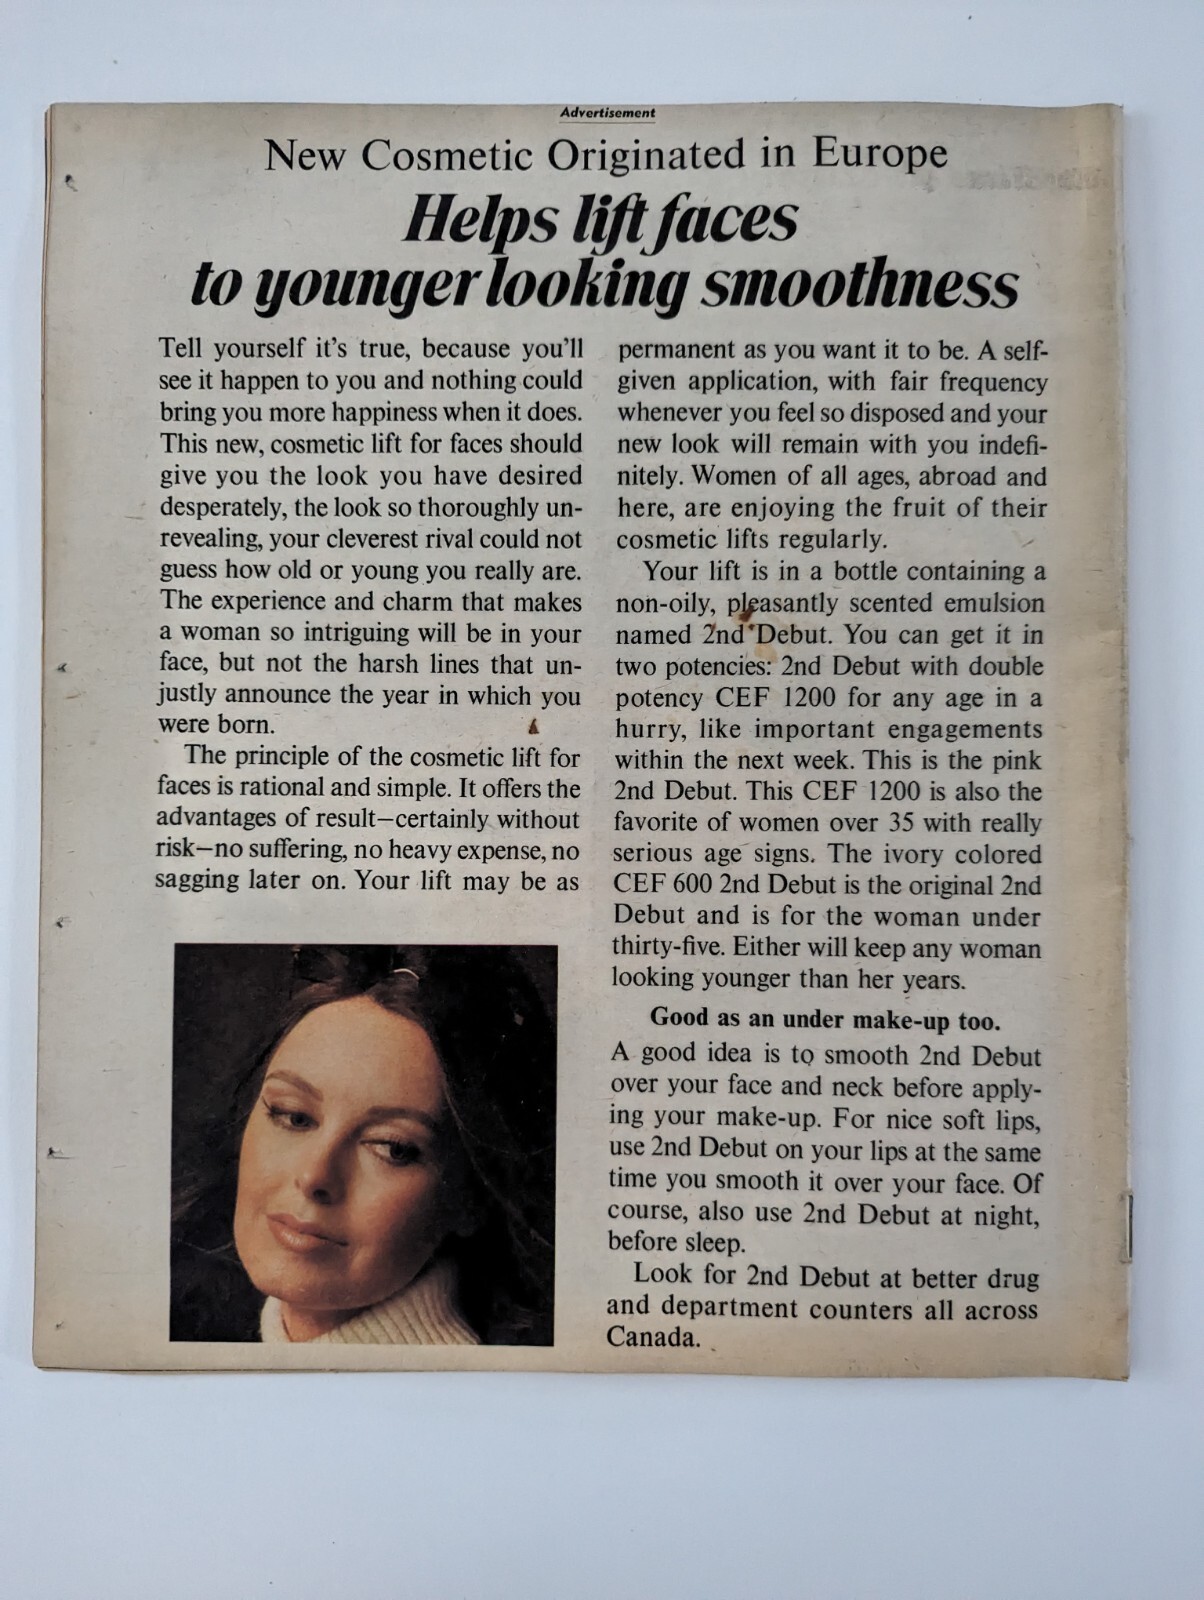 Advertisement
New Cosmetic Originated in Europe
Helps lift faces
to younger looking smoothness
Tell yourself it's true, because you'll
see it happen to you and nothing could
bring you more happiness when it does.
This new, cosmetic lift for faces should
give you the look you have desired
desperately, the look so thoroughly un-
revealing, your cleverest rival could not
guess how old or young you really are.
The experience and charm that makes
a woman so intriguing will be in your
face, but not the harsh lines that un-
justly announce the year in which you
were born.
The principle of the cosmetic lift for
faces is rational and simple. It offers the
advantages of result—certainly without
risk—no suffering, no heavy expense, no
sagging later on. Your lift may be as
permanent as you want it to be. A self-
given application, with fair frequency
whenever you feel so disposed and your
new look will remain with you indefi-
nitely. Women of all ages, abroad and
here, are enjoying the fruit of their
cosmetic lifts regularly.
Your lift is in a bottle containing a
non-oily, pleasantly scented emulsion
named 2nd Debut. You can get it in
two potencies: 2nd Debut with double
potency CEF 1200 for any age in a
hurry, like important engagements
within the next week. This is the pink
2nd Debut. This CEF 1200 is also the
favorite of women over 35 with really
serious age signs. The ivory colored
CEF 600 2nd Debut is the original 2nd
Debut and is for the woman under
thirty-five. Either will keep any woman
looking younger than her years.
Good as an under make-up too.
A good idea is to smooth 2nd Debut
over your face and neck before apply-
ing your make-up. For nice soft lips,
use 2nd Debut on your lips at the same
time you smooth it over your face. Of
course, also use 2nd Debut at night,
before sleep.
Look for 2nd Debut at better drug
and department counters all across
Canada.